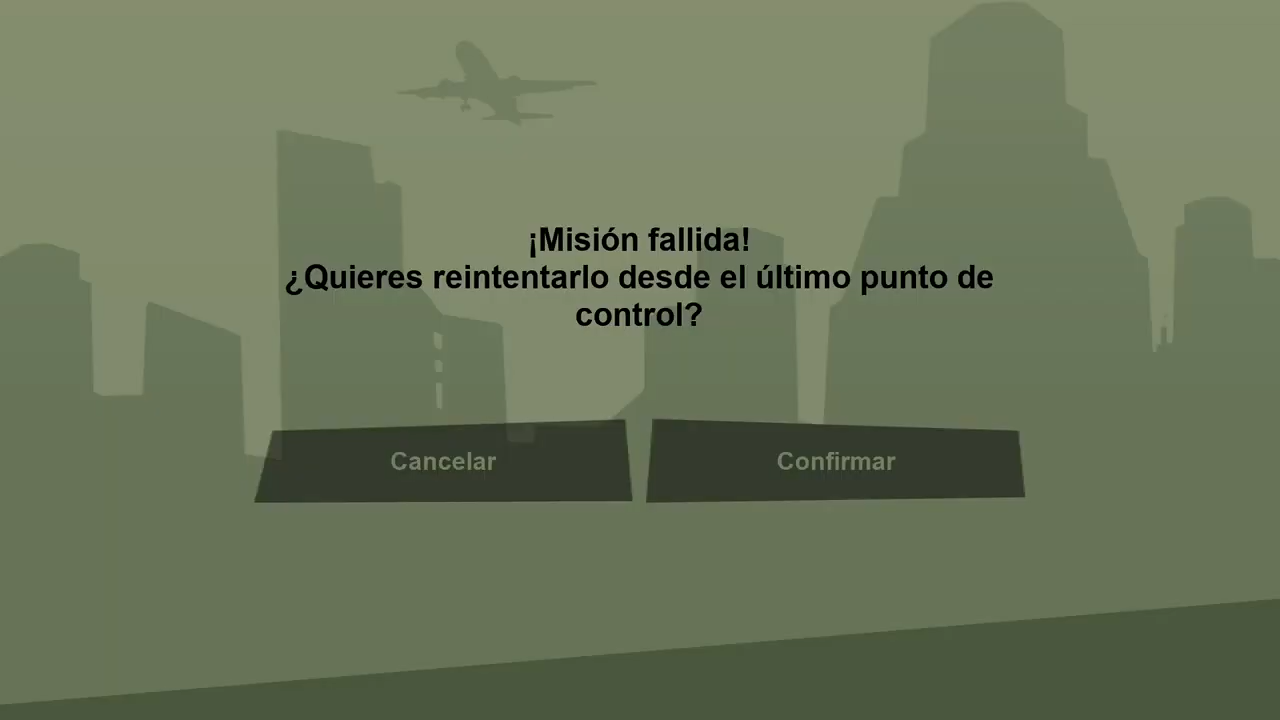 ¡Misión fallida!
¿Quieres reintentarlo desde el último punto de
control?
Cancelar
Confirmar